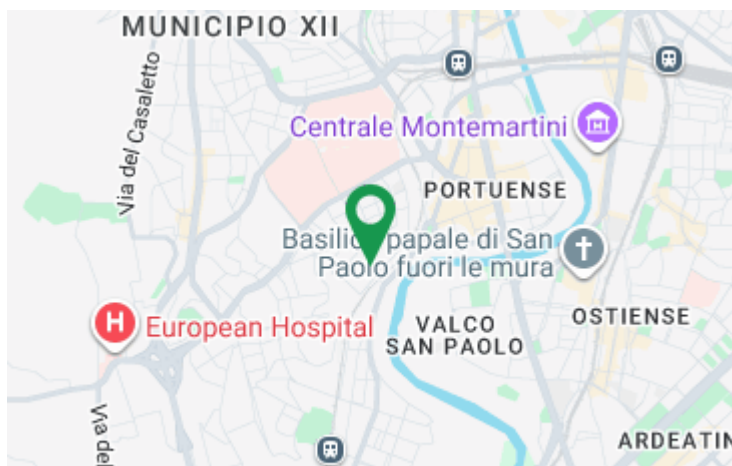 MUNICIPIO XII
Via del Casaletto
Centrale Montemartini
PORTUENSE
Basilica papale di San
Paolo fuori le mura
H
European Hospital
VALCO
SAN PAOLO
OSTIENSE
Via del
ARDEATIN